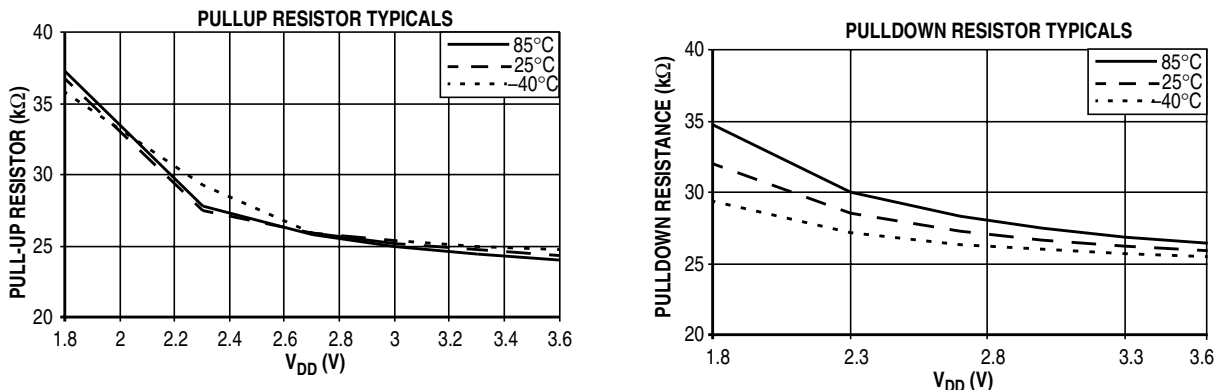 PULLUP RESISTOR TYPICALS
PULL-UP RESISTOR (kΩ)
40
35
30
25
20
85°C
25°C
–40°C
1.8 2 2.2 2.4 2.6 2.8 3 3.2 3.4 3.6
VDD (V)
PULLDOWN RESISTOR TYPICALS
PULLDOWN RESISTANCE (kΩ)
40
35
30
25
20
85°C
25°C
–40°C
1.8 2.3 2.8 3.3 3.6
VDD (V)